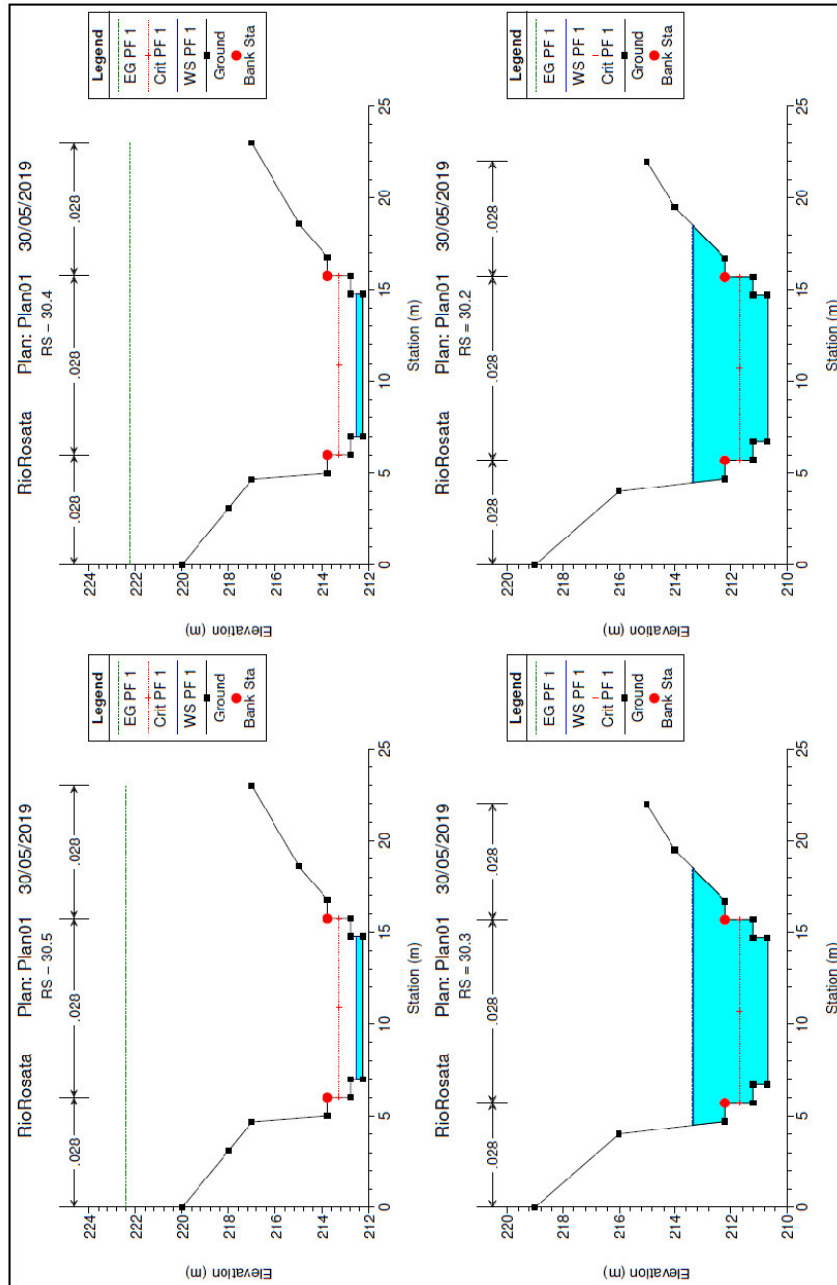 RioRosata Plan: Plan01 30/05/2019
RS - 30.5
.028 .028 .028
Legend
EG PF 1
Crit PF 1
WS PF 1
Ground
Bank Sta
224
222
220
218
216
214
212
Elevation (m)
0 5 10 15 20 25
Station (m)
RioRosata Plan: Plan01 30/05/2019
RS - 30.4
.028 .028 .028
Legend
EG PF 1
Crit PF 1
WS PF 1
Ground
Bank Sta
224
222
220
218
216
214
212
Elevation (m)
0 5 10 15 20 25
Station (m)
RioRosata Plan: Plan01 30/05/2019
RS = 30.3
.028 .028 .028
Legend
EG PF 1
WS PF 1
Crit PF 1
Ground
Bank Sta
220
218
216
214
212
210
Elevation (m)
0 5 10 15 20 25
Station (m)
RioRosata Plan: Plan01 30/05/2019
RS = 30.2
.028 .028 .028
Legend
EG PF 1
WS PF 1
Crit PF 1
Ground
Bank Sta
220
218
216
214
212
210
Elevation (m)
0 5 10 15 20 25
Station (m)